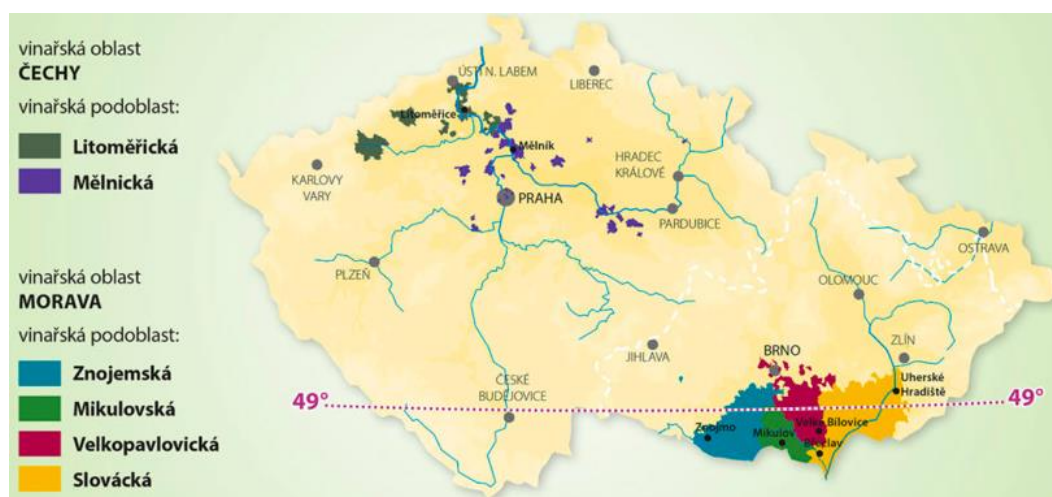 vinařská oblast
ČECHY
vinařská podoblast:
Litoměřická
Mělnická
vinařská oblast
MORAVA
vinařská podoblast:
Znojemská
Mikulovská
Velkopavlovická
Slovácká
ÚSTÍ N. LABEM
LIBEREC
Litoměřice
Mělník
KARLOVY
VARY
PRAHA
HRADEC
KRÁLOVÉ
PARDUBICE
PLZEŇ
OSTRAVA
OLOMOUC
JIHLAVA
BRNO
ZLÍN
ČESKÉ
BUDĚJOVICE
Uherské
Hradiště
49°
49°
Znojmo
Mikulov
Velké Bílovice
Břeclav